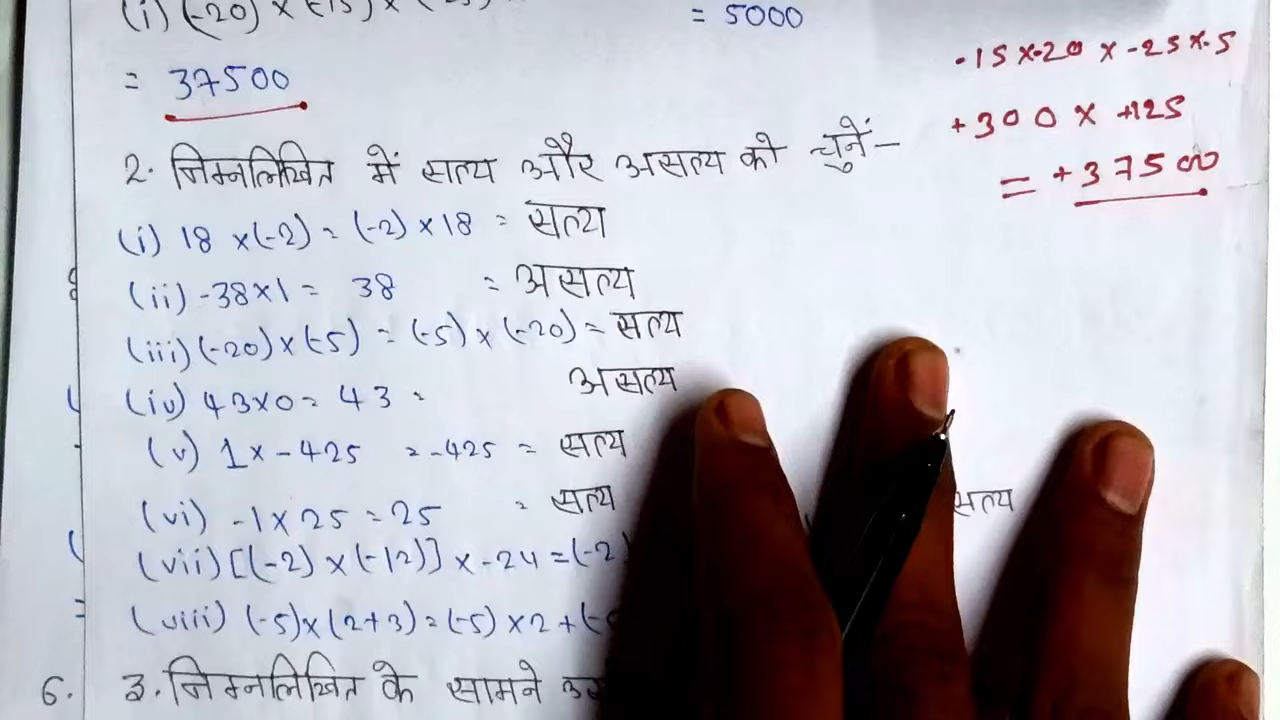 (i) (-20) × (-15) ×
= 5000
= 37500
-15 × -20 × -25 × -5
+300 × +125
= +37500
2. निम्नलिखित में सत्य और असत्य को चुनें-
(i) 18 × (-2) = (-2) × 18 = सत्य
(ii) -38×1 = 38 = असत्य
(iii) (-20) × (-5) = (-5) × (-20) = सत्य
(iv) 43×0 = 43 = असत्य
(v) 1× -425 = -425 = सत्य
(vi) -1 × 25 = 25 = सत्य
सत्य
(vii) [(-2) × (-12)] × -24 = (-2)
(viii) (-5) × (2+3) = (-5) × 2 + (-
6. 3. निम्नलिखित के सामने